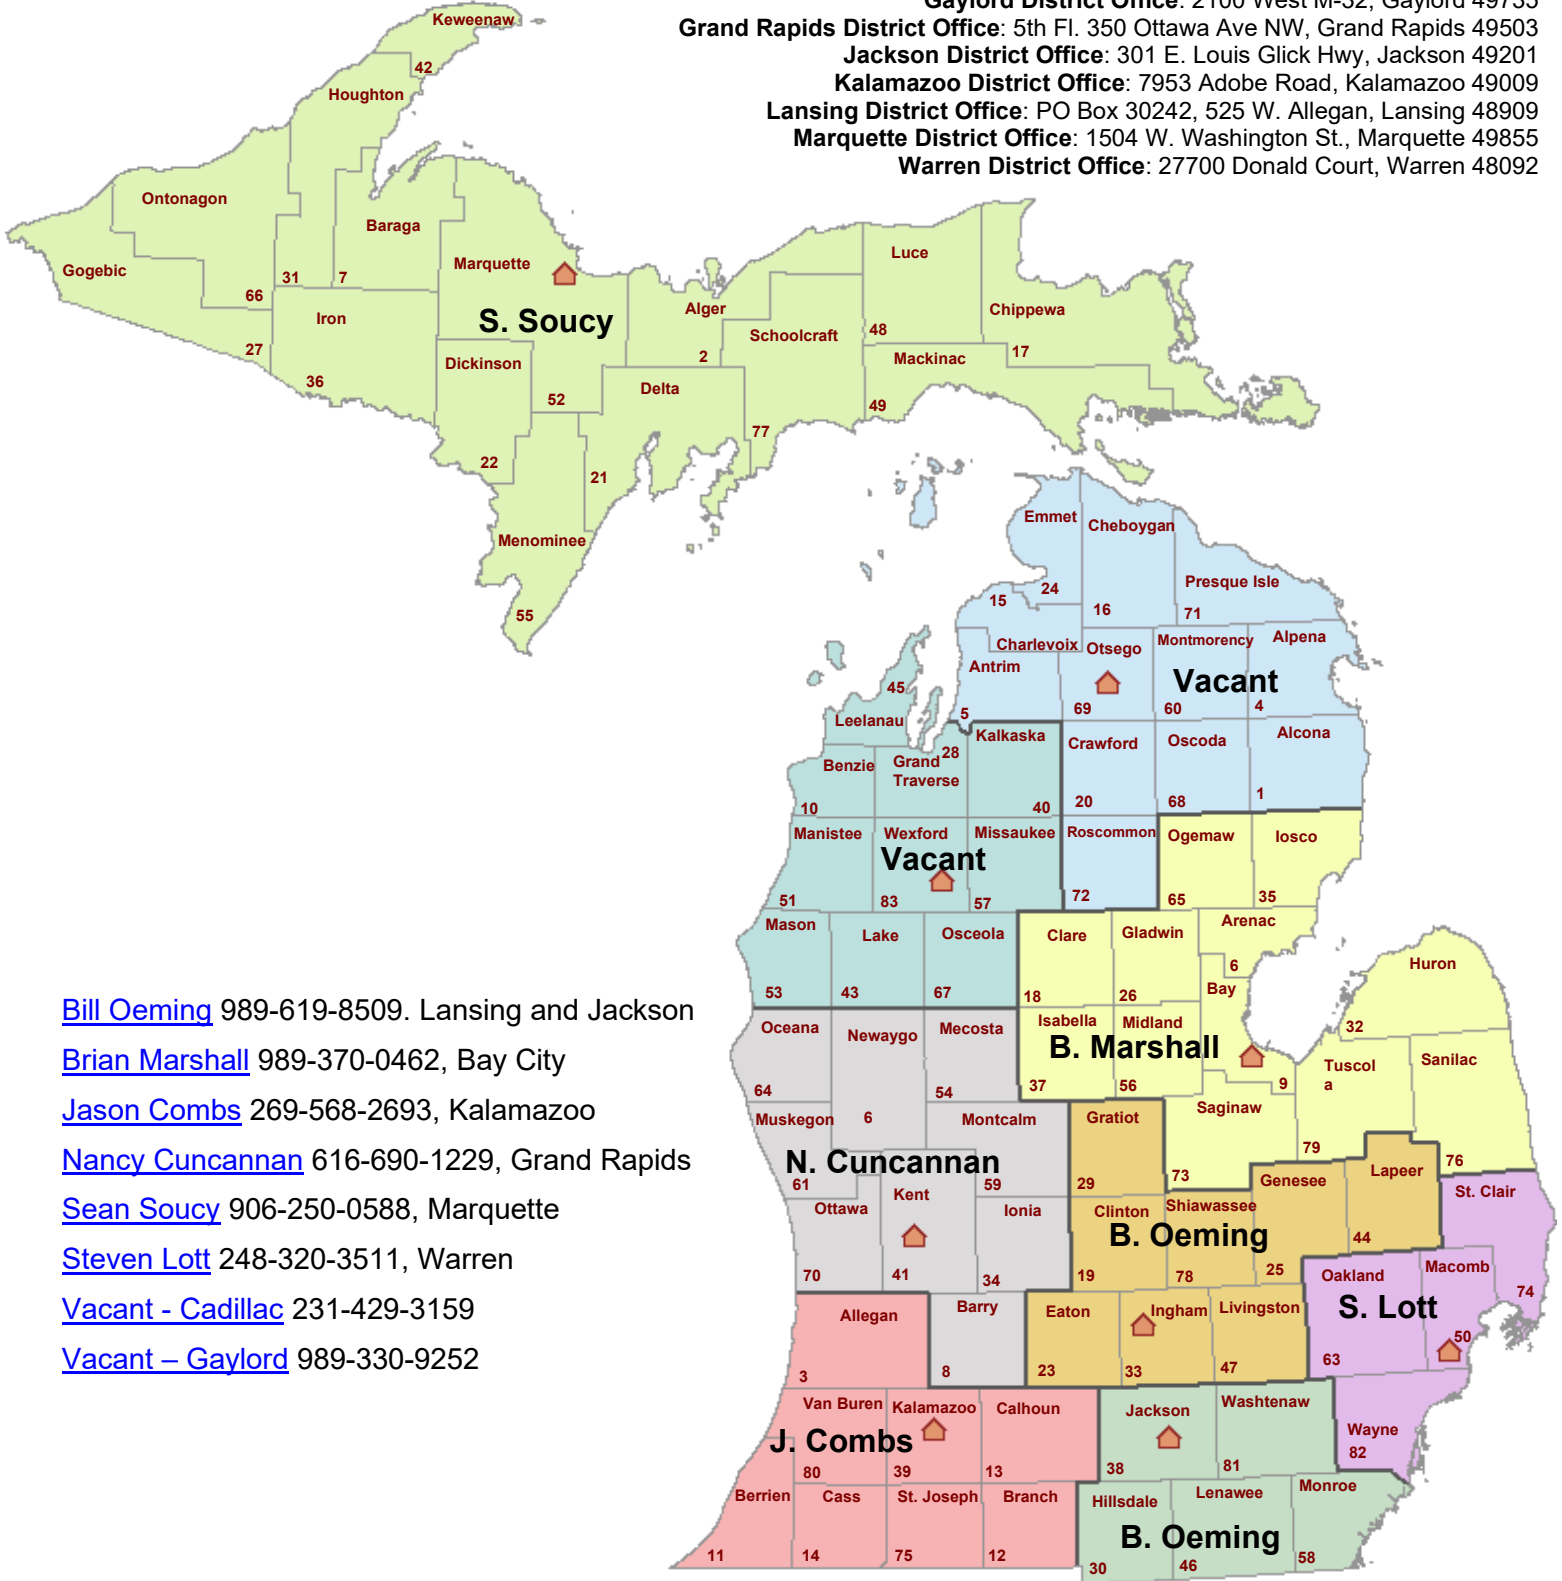 Gaylord District Office: 2100 West M-32, Gaylord 49735
Grand Rapids District Office: 5th Fl. 350 Ottawa Ave NW, Grand Rapids 49503
Jackson District Office: 301 E. Louis Glick Hwy, Jackson 49201
Kalamazoo District Office: 7953 Adobe Road, Kalamazoo 49009
Lansing District Office: PO Box 30242, 525 W. Allegan, Lansing 48909
Marquette District Office: 1504 W. Washington St., Marquette 49855
Warren District Office: 27700 Donald Court, Warren 48092
Keweenaw
42
Houghton
31
Ontonagon
66
Baraga
7
Gogebic
27
Marquette
52
S. Soucy
Iron
36
Dickinson
22
Alger
2
Schoolcraft
77
Luce
48
Chippewa
17
Mackinac
49
Delta
21
Menominee
55
Emmet
24
Cheboygan
16
Presque Isle
71
15
Charlevoix
Antrim
5
Otsego
69
Montmorency
60
Alpena
4
Vacant
Crawford
20
Oscoda
68
Alcona
1
Roscommon
72
45
Leelanau
Benzie
10
Grand
Traverse
28
Kalkaska
40
Manistee
51
Wexford
83
Missaukee
57
Vacant
Mason
53
Lake
43
Osceola
67
Ogemaw
65
Iosco
35
Clare
18
Gladwin
26
Arenac
6
Bay
9
Isabella
37
Midland
56
B. Marshall
Huron
32
Tuscol
a
79
Sanilac
76
Saginaw
73
Oceana
64
Newaygo
6
Mecosta
54
Muskegon
61
Montcalm
59
N. Cuncannan
Ottawa
70
Kent
41
Ionia
34
Barry
8
Gratiot
29
Clinton
19
Shiawassee
78
Genesee
25
Lapeer
44
B. Oeming
Eaton
23
Ingham
33
Livingston
47
St. Clair
74
Oakland
63
Macomb
50
S. Lott
Wayne
82
Allegan
3
Van Buren
80
Kalamazoo
39
Calhoun
13
J. Combs
Berrien
11
Cass
14
St. Joseph
75
Branch
12
Jackson
38
Washtenaw
81
Hillsdale
30
Lenawee
46
Monroe
58
B. Oeming
Bill Oeming 989-619-8509. Lansing and Jackson
Brian Marshall 989-370-0462, Bay City
Jason Combs 269-568-2693, Kalamazoo
Nancy Cuncannan 616-690-1229, Grand Rapids
Sean Soucy 906-250-0588, Marquette
Steven Lott 248-320-3511, Warren
Vacant - Cadillac 231-429-3159
Vacant – Gaylord 989-330-9252